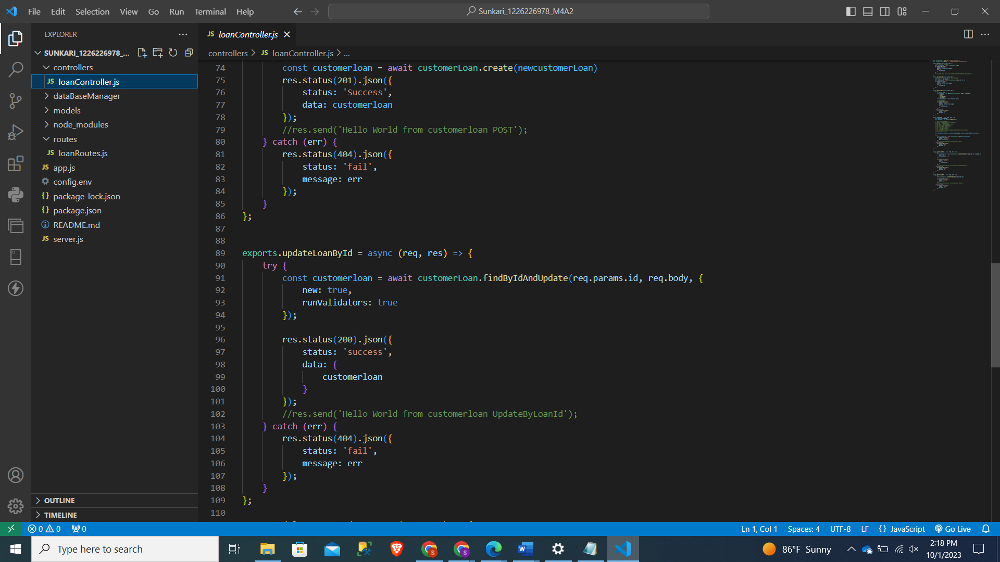 File Edit Selection View Go Run Terminal Help
Sunkari_1226226978_M4A2
EXPLORER
SUNKARI_1226226978_...
controllers
JS loanController.js
dataBaseManager
models
node_modules
routes
JS loanRoutes.js
JS app.js
config.env
{} package-lock.json
{} package.json
README.md
JS server.js
OUTLINE
TIMELINE
JS loanController.js
controllers > JS loanController.js > ...
74 const customerloan = await customerLoan.create(newcustomerLoan)
75 res.status(201).json({
76 status: 'Success',
77 data: customerloan
78 });
79 //res.send('Hello World from customerloan POST');
80 } catch (err) {
81 res.status(404).json({
82 status: 'fail',
83 message: err
84 });
85 }
86 };
87
88
89 exports.updateLoanById = async (req, res) => {
90 try {
91 const customerloan = await customerLoan.findByIdAndUpdate(req.params.id, req.body, {
92 new: true,
93 runValidators: true
94 });
95
96 res.status(200).json({
97 status: 'success',
98 data: {
99 customerloan
100 }
101 });
102 //res.send('Hello World from customerloan UpdateByLoanId');
103 } catch (err) {
104 res.status(404).json({
105 status: 'fail',
106 message: err
107 });
108 }
109 };
110
0 0 0
Ln 1, Col 1 Spaces: 4 UTF-8 LF {} JavaScript Go Live
Type here to search
86°F Sunny
2:18 PM
10/1/2023